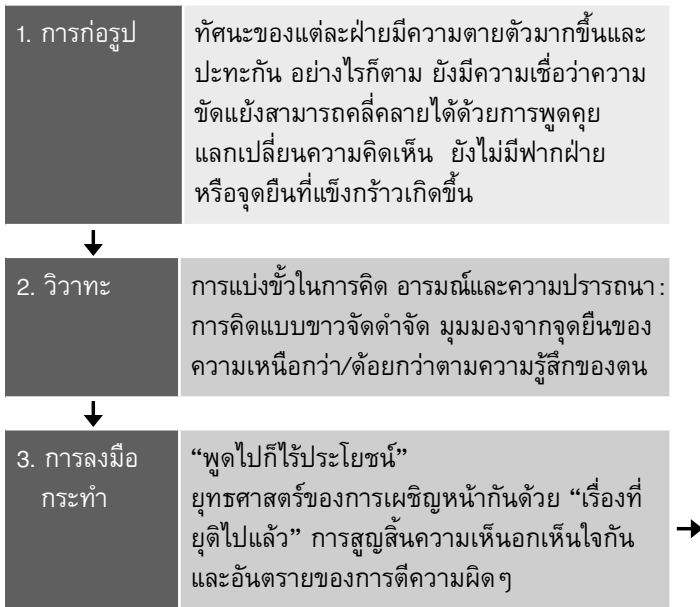 1. การก่อรูป
ทัศนะของแต่ละฝ่ายมีความตายตัวมากขึ้นและ
ปะทะกัน อย่างไรก็ตาม ยังมีความเชื่อว่าความ
ขัดแย้งสามารถคลี่คลายได้ด้วยการพูดคุย
แลกเปลี่ยนความคิดเห็น ยังไม่มีฟากฝ่าย
หรือจุดยืนที่แข็งกร้าวเกิดขึ้น
2. วิวาทะ
การแบ่งขั้วในการคิด อารมณ์และความปรารถนา:
การคิดแบบขาวจัดดำจัด มุมมองจากจุดยืนของ
ความเหนือกว่า/ด้อยกว่าตามความรู้สึกของตน
3. การลงมือ
กระทำ
“พูดไปก็ไร้ประโยชน์”
ยุทธศาสตร์ของการเผชิญหน้ากันด้วย “เรื่องที่
ยุติไปแล้ว” การสูญสิ้นความเห็นอกเห็นใจกัน
และอันตรายของการตีความผิดๆ